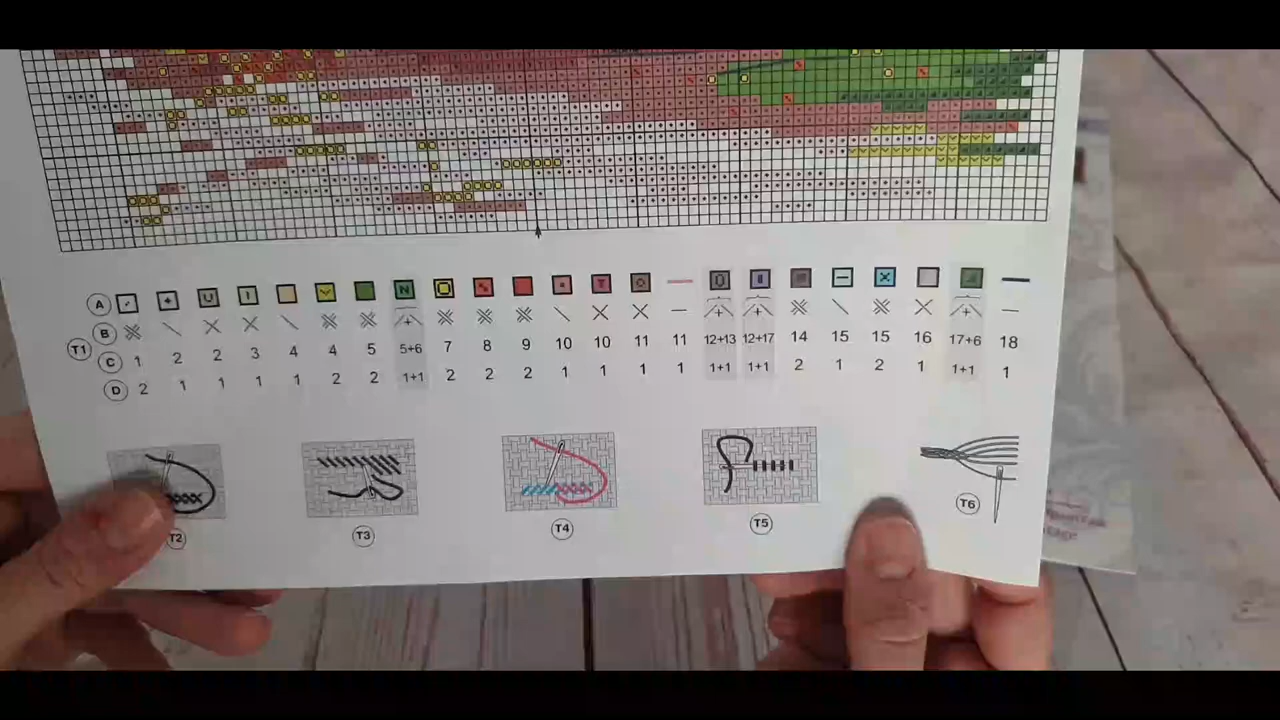 A
B
T1
C 1 2 2 3 4 4 5 5+6 7 8 9 10 10 11 11 12+13 12+17 14 15 15 16 17+6 18
D 2 1 1 1 1 2 2 1+1 2 2 2 1 1 1 1 1+1 1+1 2 1 2 1 1+1 1
T2 T3 T4 T5 T6